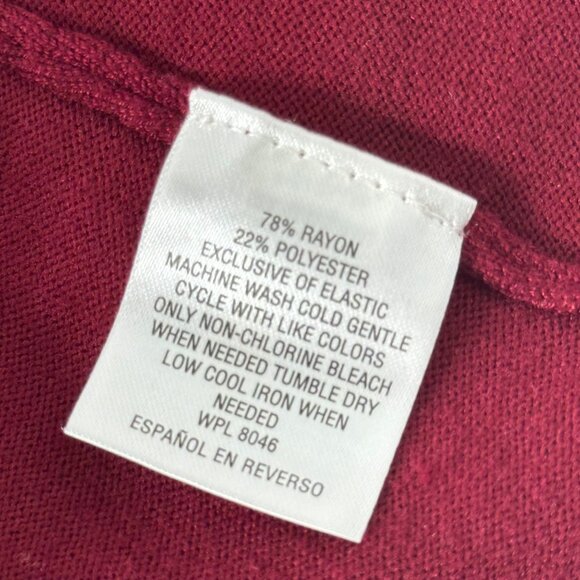 78% RAYON
22% POLYESTER
EXCLUSIVE OF ELASTIC
MACHINE WASH COLD GENTLE
CYCLE WITH LIKE COLORS
ONLY NON-CHLORINE BLEACH
WHEN NEEDED TUMBLE DRY
LOW COOL IRON WHEN
NEEDED
WPL 8046
ESPAÑOL EN REVERSO